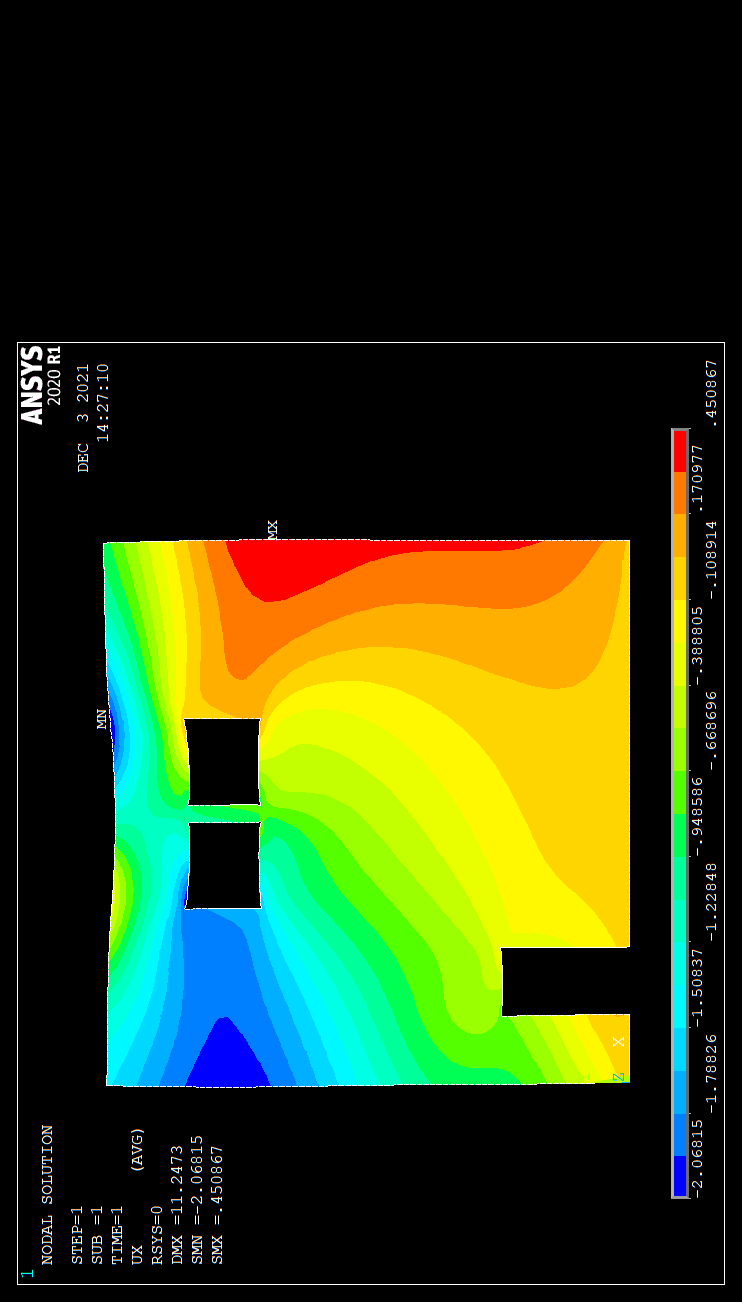 1
NODAL SOLUTION
STEP=1
SUB =1
TIME=1
UX (AVG)
RSYS=0
DMX =11.2473
SMN =-2.06815
SMX =.450867
ANSYS
2020 R1
DEC 3 2021
14:27:10
MN
MX
Z X
-2.06815
-1.78826
-1.50837
-1.22848
-.948586
-.668696
-.388805
-.108914
.170977
.450867